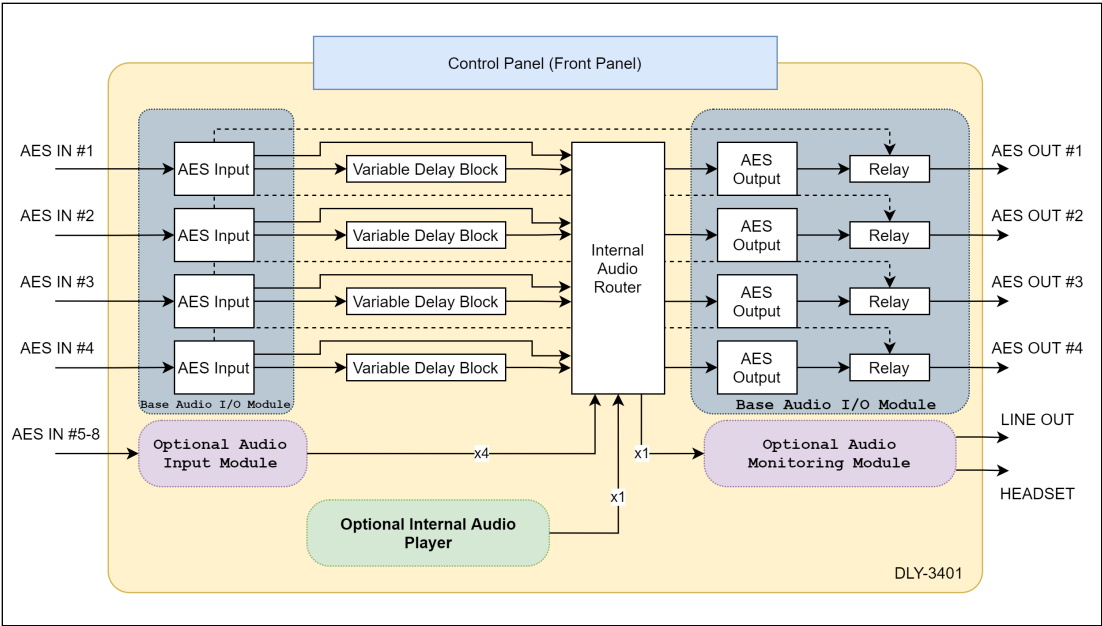 Control Panel (Front Panel)
AES IN #1
AES Input
Variable Delay Block
AES
Output
Relay
AES OUT #1
AES IN #2
AES Input
Variable Delay Block
AES
Output
Relay
AES OUT #2
Internal
Audio
Router
AES IN #3
AES Input
Variable Delay Block
AES
Output
Relay
AES OUT #3
AES IN #4
AES Input
Variable Delay Block
AES
Output
Relay
AES OUT #4
Base Audio I/O Module
Base Audio I/O Module
AES IN #5-8
Optional Audio
Input Module
x4
x1
Optional Audio
Monitoring Module
LINE OUT
HEADSET
x1
Optional Internal Audio
Player
DLY-3401